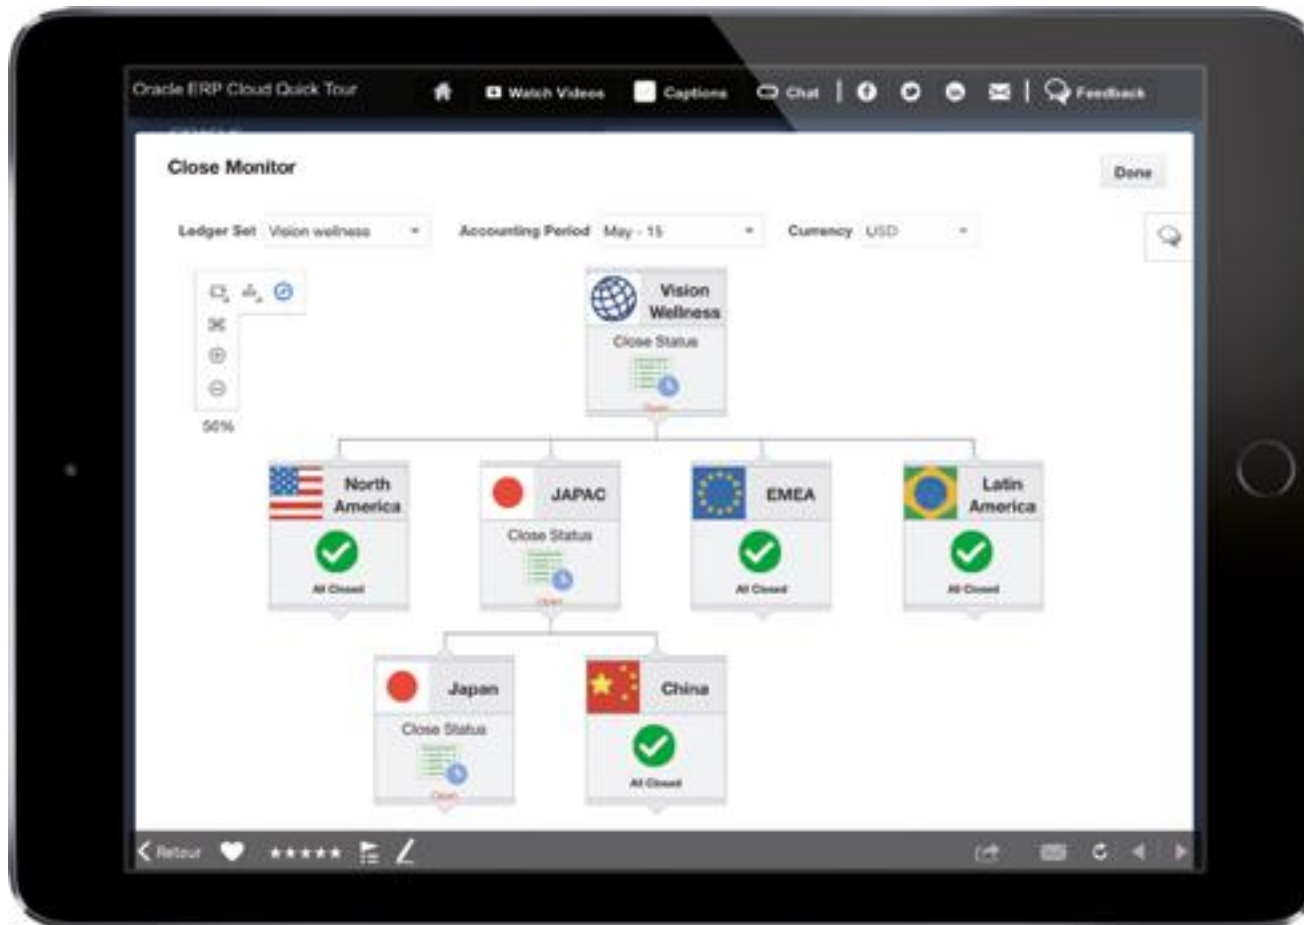 Oracle ERP Cloud Quick Tour
Watch Videos
Captions
Chat
Feedback
Close Monitor
Done
Ledger Set Vision wellness
Accounting Period May - 15
Currency USD
50%
Vision
Wellness
Close Status
Open
North
America
All Closed
JAPAC
Close Status
Open
EMEA
All Closed
Latin
America
All Closed
Japan
Close Status
Open
China
All Closed
Retour